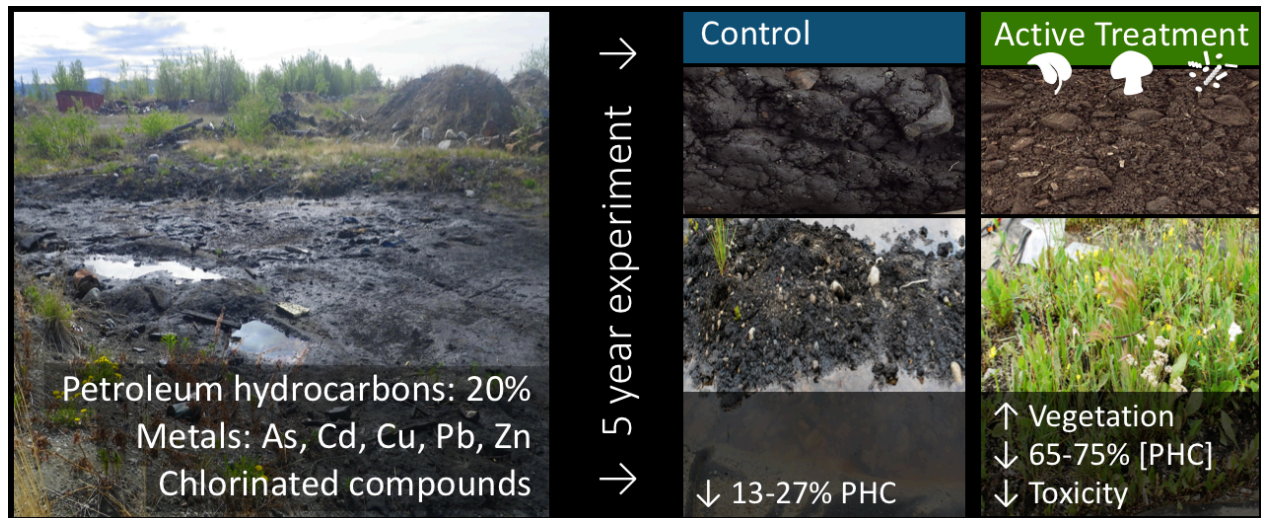 Petroleum hydrocarbons: 20%
Metals: As, Cd, Cu, Pb, Zn
Chlorinated compounds
→ 5 year experiment →
Control
↓ 13-27% PHC
Active Treatment
↑ Vegetation
↓ 65-75% [PHC]
↓ Toxicity